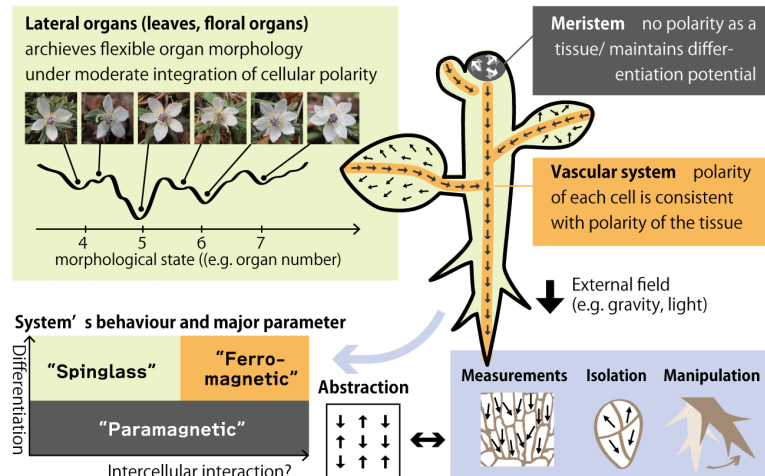 Lateral organs (leaves, floral organs)
archieves flexible organ morphology
under moderate integration of cellular polarity
4 5 6 7
morphological state ((e.g. organ number)
Meristem no polarity as a
tissue/ maintains differ-
entiation potential
Vascular system polarity
of each cell is consistent
with polarity of the tissue
External field
(e.g. gravity, light)
System’s behaviour and major parameter
Differentiation
“Spinglass”
“Ferro-
magnetic”
“Paramagnetic”
Intercellular interaction?
Abstraction
Measurements
Isolation
Manipulation